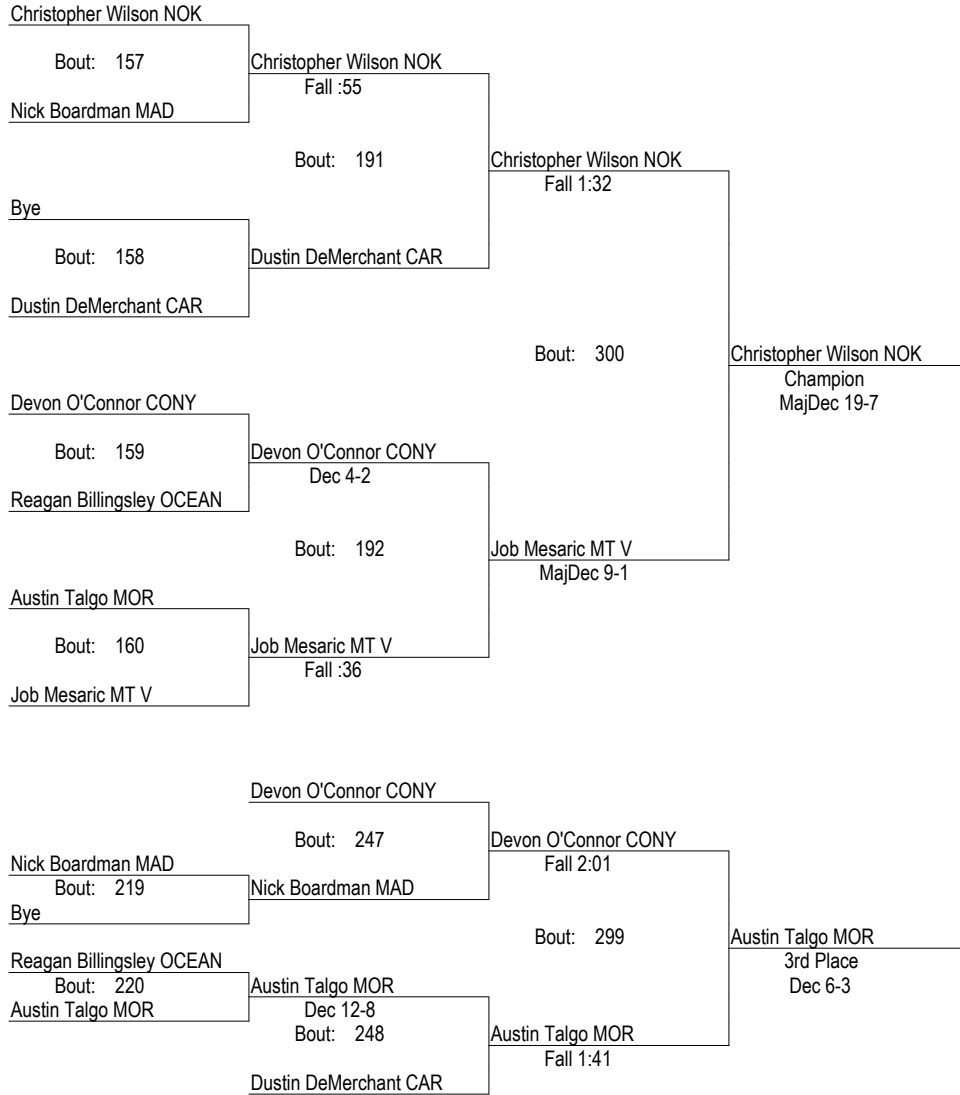 Christopher Wilson NOK
Bout: 157 Christopher Wilson NOK
Fall :55
Nick Boardman MAD
Bout: 191 Christopher Wilson NOK
Fall 1:32
Bye
Bout: 158 Dustin DeMerchant CAR
Dustin DeMerchant CAR
Bout: 300 Christopher Wilson NOK
Champion
Devon O'Connor CONY MajDec 19-7
Bout: 159 Devon O'Connor CONY
Dec 4-2
Reagan Billingsley OCEAN
Bout: 192 Job Mesaric MT V
MajDec 9-1
Austin Talgo MOR
Bout: 160 Job Mesaric MT V
Fall :36
Job Mesaric MT V
Devon O'Connor CONY
Bout: 247 Devon O'Connor CONY
Nick Boardman MAD Fall 2:01
Bout: 219 Nick Boardman MAD
Bye
Bout: 299 Austin Talgo MOR
Reagan Billingsley OCEAN 3rd Place
Bout: 220 Austin Talgo MOR Dec 6-3
Austin Talgo MOR Dec 12-8
Bout: 248 Austin Talgo MOR
Fall 1:41
Dustin DeMerchant CAR